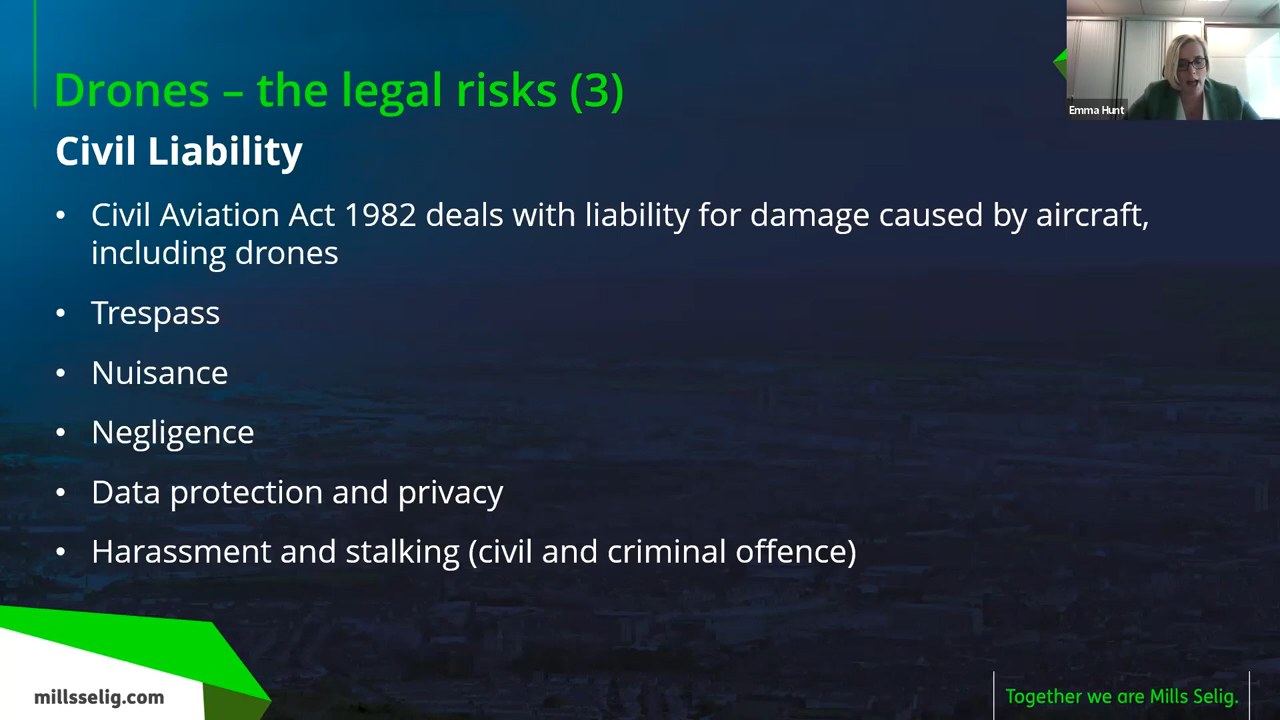 Drones – the legal risks (3)
Emma Hunt
Civil Liability
• Civil Aviation Act 1982 deals with liability for damage caused by aircraft,
including drones
• Trespass
• Nuisance
• Negligence
• Data protection and privacy
• Harassment and stalking (civil and criminal offence)
millsselig.com
Together we are Mills Selig.